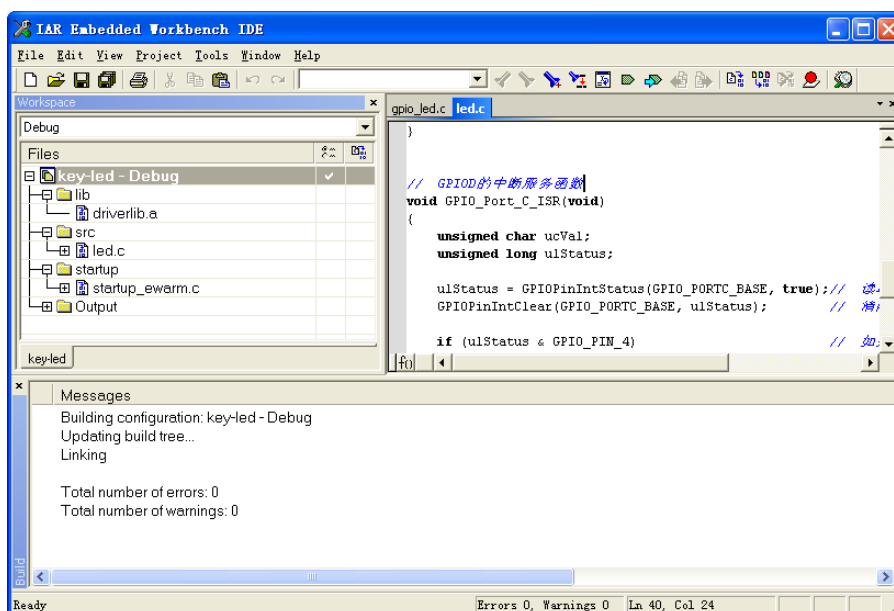 IAR Embedded Workbench IDE
File Edit View Project Tools Window Help
Workspace
Debug
Files
key-led - Debug
lib
driverlib.a
src
led.c
startup
startup_ewarm.c
Output
key-led
gpio_led.c led.c
}
// GPIOD的中断服务函数
void GPIO_Port_C_ISR(void)
{
unsigned char ucVal;
unsigned long ulStatus;
ulStatus = GPIOPinIntStatus(GPIO_PORTC_BASE, true);// 读
GPIOPinIntClear(GPIO_PORTC_BASE, ulStatus); //
if (ulStatus & GPIO_PIN_4) // 如
f()
Messages
Building configuration: key-led - Debug
Updating build tree...
Linking
Total number of errors: 0
Total number of warnings: 0
Build
Ready
Errors 0, Warnings 0 Ln 40, Col 24